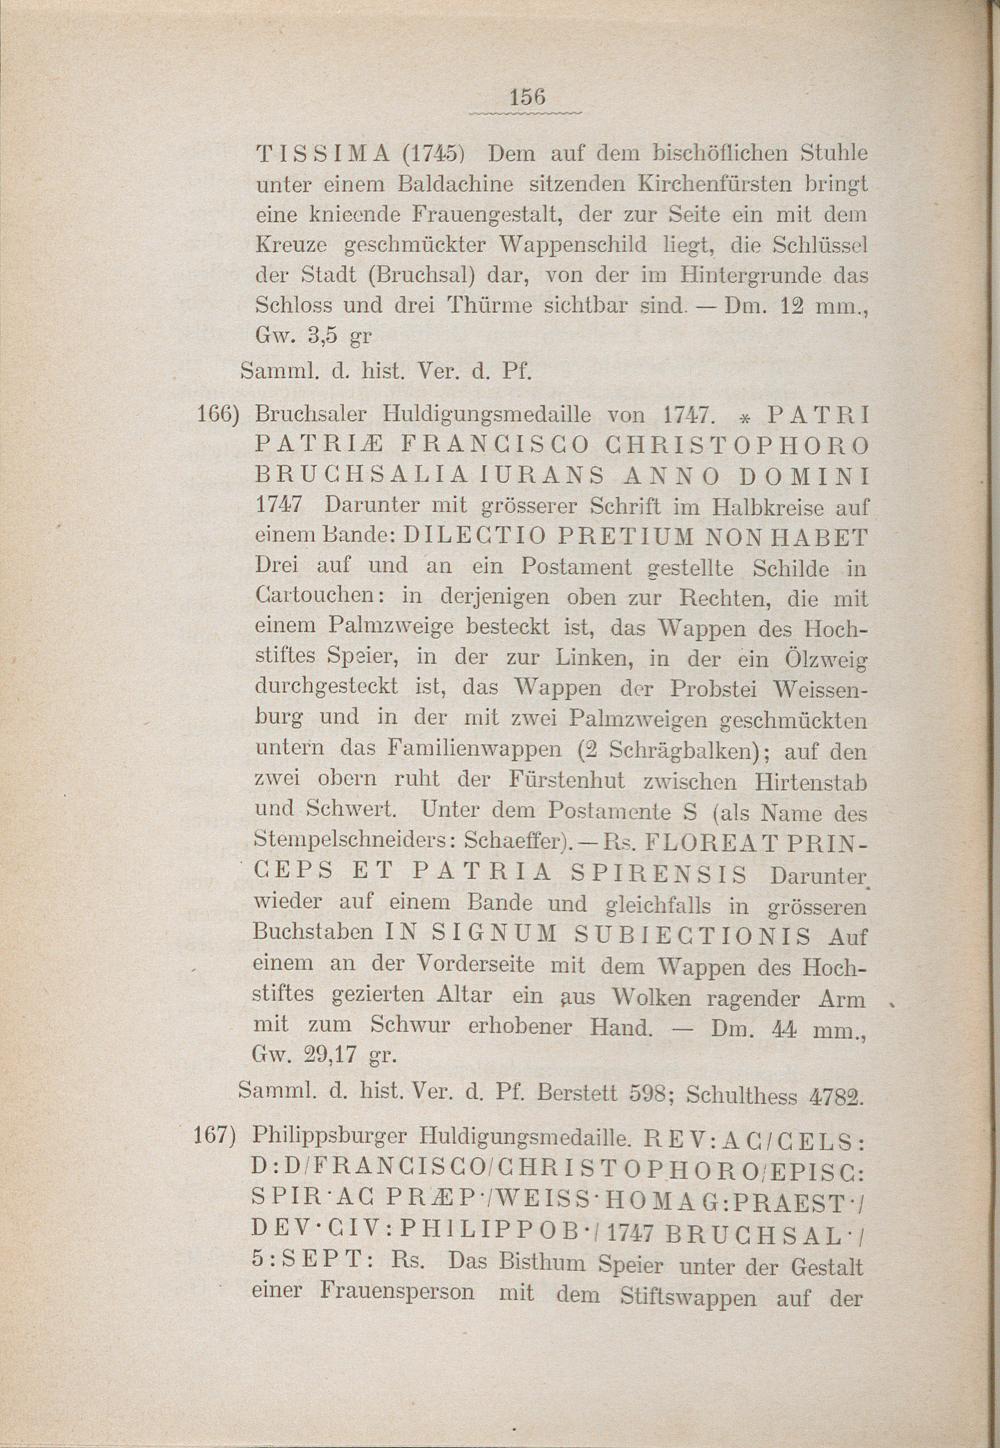 156
TISSIMA (1745) Dem auf dem bischöflichen Stuhle
unter einem Baldachine sitzenden Kirchenfürsten bringt
eine knieende Frauengestalt, der zur Seite ein mit dem
Kreuze geschmückter Wappenschild liegt, die Schlüssel
der Stadt (Bruchsal) dar, von der im Hintergrunde das
Schloss und drei Thürme sichtbar sind. — Dm. 12 mm.,
Gw. 3,5 gr
Samml. d. hist. Ver. d. Pf.
166) Bruchsaler Huldigungsmedaille von 1747. * PATRI
PATRIÆ FRANCISCO CHRISTOPHORO
BRUCHSALIA IURANS ANNO DOMINI
1747 Darunter mit grösserer Schrift im Halbkreise auf
einem Bande: DILECTIO PRETIUM NON HABET
Drei auf und an ein Postament gestellte Schilde in
Cartouchen: in derjenigen oben zur Rechten, die mit
einem Palmzweige besteckt ist, das Wappen des Hoch-
stiftes Speier, in der zur Linken, in der ein Ölzweig
durchgesteckt ist, das Wappen der Probstei Weissen-
burg und in der mit zwei Palmzweigen geschmückten
untern das Familienwappen (2 Schrägbalken); auf den
zwei obern ruht der Fürstenhut zwischen Hirtenstab
und Schwert. Unter dem Postamente S (als Name des
Stempelschneiders: Schaeffer). — Rs. FLOREAT PRIN-
CEPS ET PATRIA SPIRENSIS Darunter
wieder auf einem Bande und gleichfalls in grösseren
Buchstaben IN SIGNUM SUBIECTIONIS Auf
einem an der Vorderseite mit dem Wappen des Hoch-
stiftes gezierten Altar ein aus Wolken ragender Arm
mit zum Schwur erhobener Hand. — Dm. 44 mm.,
Gw. 29,17 gr.
Samml. d. hist. Ver. d. Pf. Berstett 598; Schulthess 4782.
167) Philippsburger Huldigungsmedaille. REV: AC/CELS:
D:D/FRANCISCO/CHRISTOPHORO/EPISC:
SPIR·AC PRÆP·/WEISS·HOMAG:PRAEST·/
DEV·CIV:PHILIPPOB·/1747 BRUCHSAL·/
5:SEPT: Rs. Das Bisthum Speier unter der Gestalt
einer Frauensperson mit dem Stiftswappen auf der